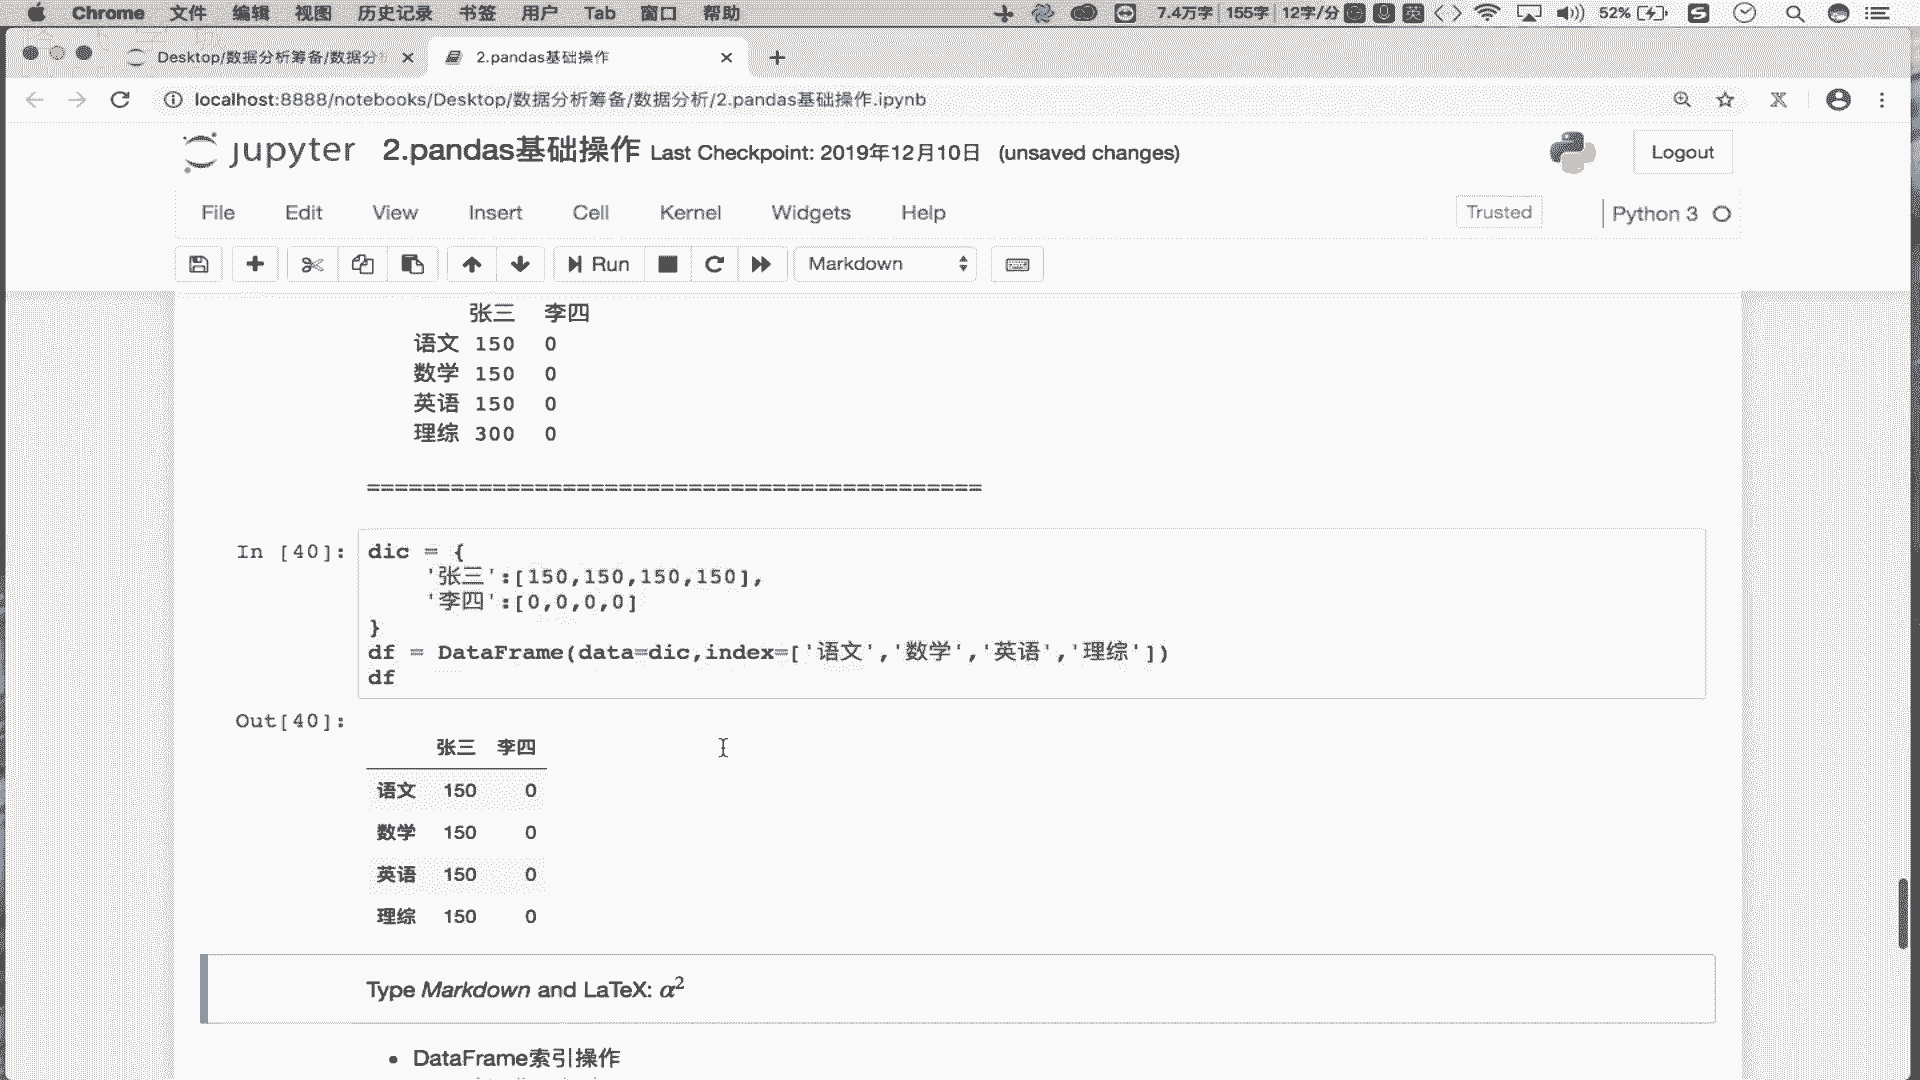 Chrome 文件 编辑 视图 历史记录 书签 用户 Tab 窗口 帮助 7.4万字 155字 12字/分 英 52%
Desktop/数据分析筹备/数据分析 2.pandas基础操作
localhost:8888/notebooks/Desktop/数据分析筹备/数据分析/2.pandas基础操作.ipynb
jupyter 2.pandas基础操作 Last Checkpoint: 2019年12月10日 (unsaved changes) Logout
File Edit View Insert Cell Kernel Widgets Help Trusted Python 3
Run Markdown
张三 李四
语文 150 0
数学 150 0
英语 150 0
理综 300 0
============================================
In [40]: dic = {
'张三':[150,150,150,150],
'李四':[0,0,0,0]
}
df = DataFrame(data=dic,index=['语文','数学','英语','理综'])
df
Out[40]:
张三 李四
语文 150 0
数学 150 0
英语 150 0
理综 150 0
Type Markdown and LaTeX: α²
• DataFrame索引操作